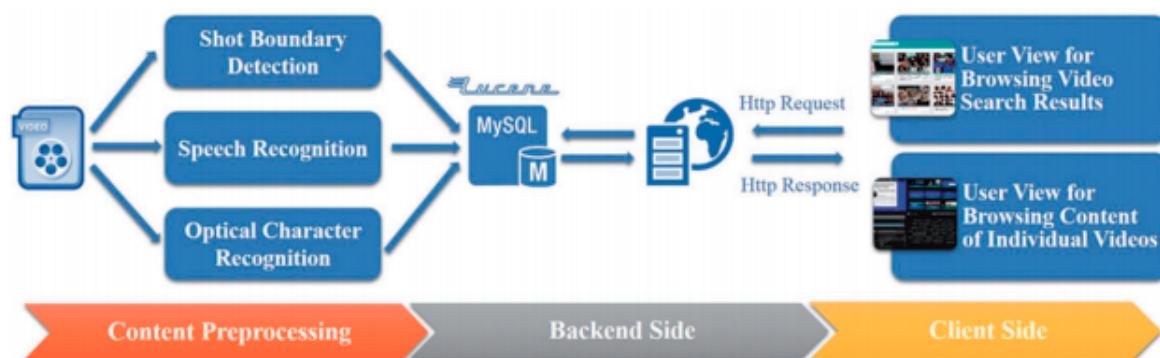 Shot Boundary
Detection
VIDEO
Speech Recognition
Optical Character
Recognition
Lucene
MySQL
M
Http Request
Http Response
User View for
Browsing Video
Search Results
User View for
Browsing Content
of Individual Videos
Content Preprocessing
Backend Side
Client Side